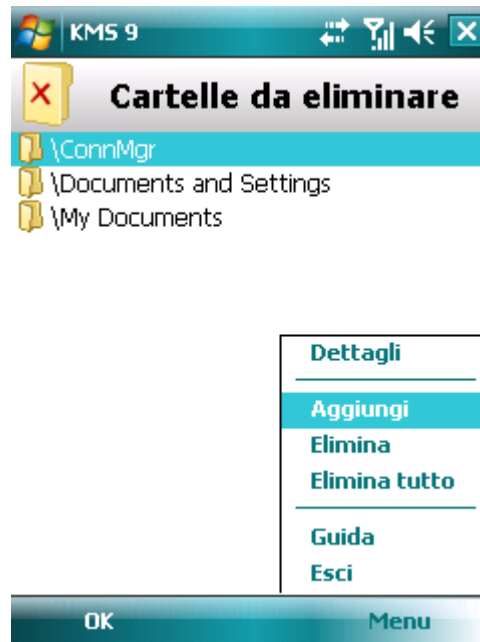 KMS 9
Cartelle da eliminare
\ConnMgr
\Documents and Settings
\My Documents
Dettagli
Aggiungi
Elimina
Elimina tutto
Guida
Esci
OK Menu